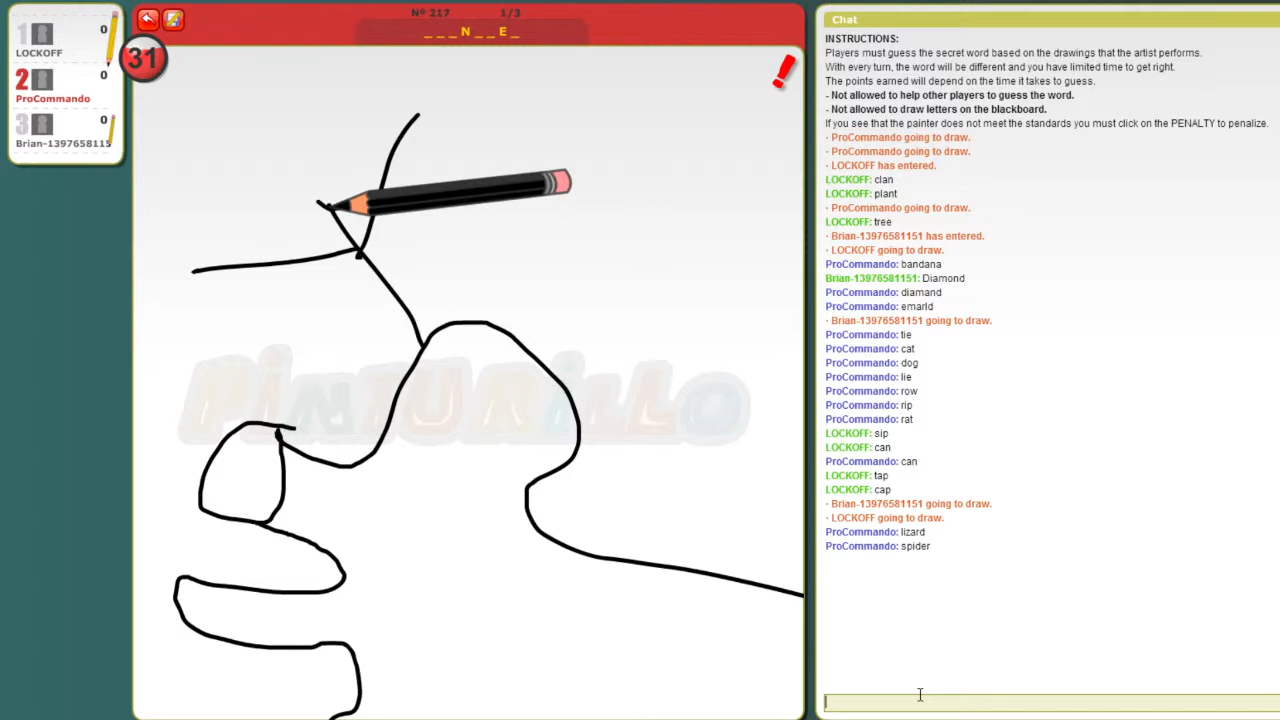 1
0
LOCKOFF
2
0
ProCommando
3
0
Brian-1397658115
31
Nº 217 1/3
_ _ _ N _ _ E _
PINTURILLO
Chat
INSTRUCTIONS:
Players must guess the secret word based on the drawings that the artist performs.
With every turn, the word will be different and you have limited time to get right.
The points earned will depend on the time it takes to guess.
- Not allowed to help other players to guess the word.
- Not allowed to draw letters on the blackboard.
If you see that the painter does not meet the standards you must click on the PENALTY to penalize.
· ProCommando going to draw.
· ProCommando going to draw.
· LOCKOFF has entered.
LOCKOFF: clan
LOCKOFF: plant
· ProCommando going to draw.
LOCKOFF: tree
· Brian-13976581151 has entered.
· LOCKOFF going to draw.
ProCommando: bandana
Brian-13976581151: Diamond
ProCommando: diamand
ProCommando: emarld
· Brian-13976581151 going to draw.
ProCommando: tie
ProCommando: cat
ProCommando: dog
ProCommando: lie
ProCommando: row
ProCommando: rip
ProCommando: rat
LOCKOFF: sip
LOCKOFF: can
ProCommando: can
LOCKOFF: tap
LOCKOFF: cap
· Brian-13976581151 going to draw.
· LOCKOFF going to draw.
ProCommando: lizard
ProCommando: spider